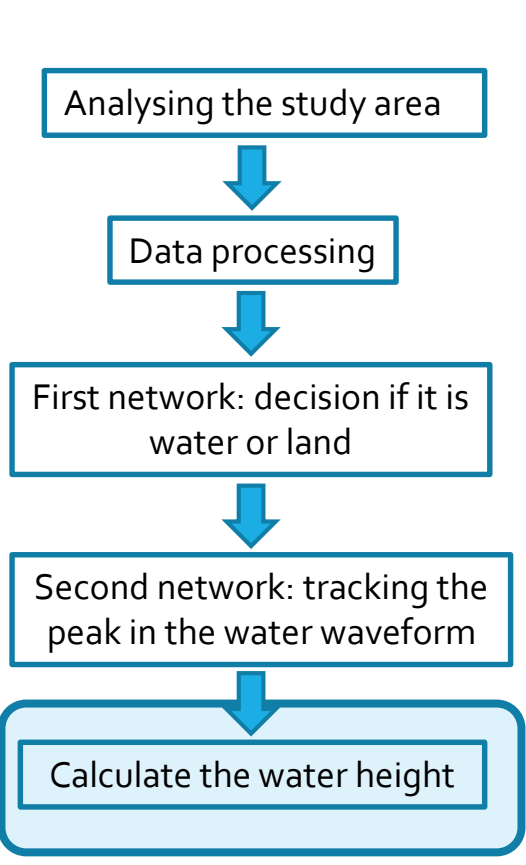 Analysing the study area
Data processing
First network: decision if it is
water or land
Second network: tracking the
peak in the water waveform
Calculate the water height